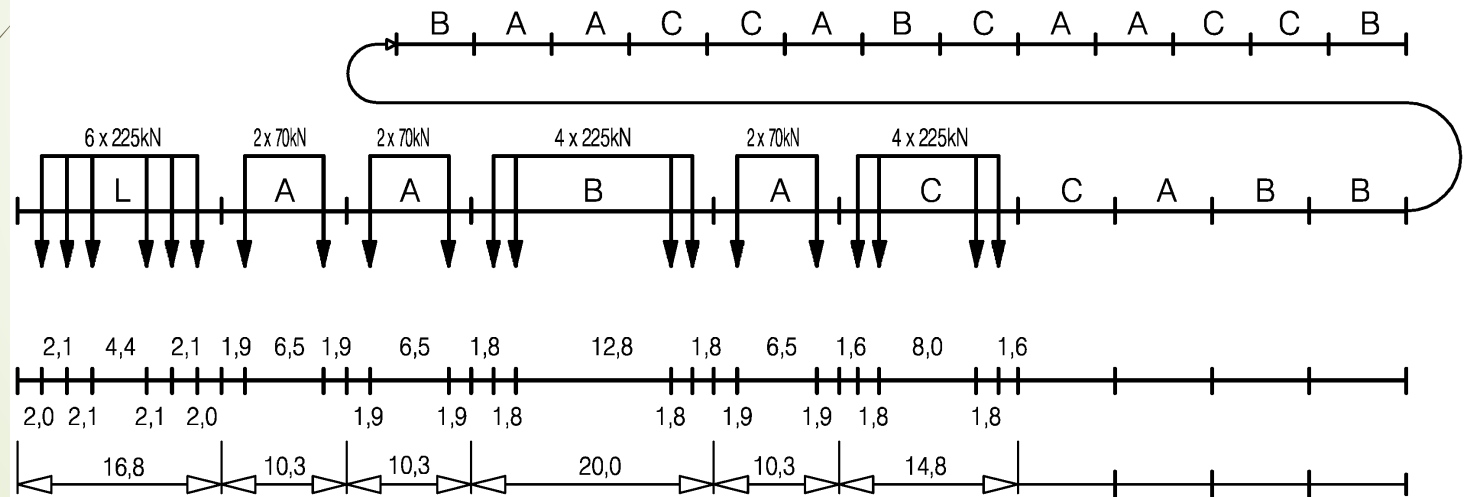 B A A C C A B C A A C C B
6 x 225kN 2 x 70kN 2 x 70kN 4 x 225kN 2 x 70kN 4 x 225kN
L A A B A C C A B B
2,1 4,4 2,1 1,9 6,5 1,9 6,5 1,8 12,8 1,8 6,5 1,6 8,0 1,6
2,0 2,1 2,1 2,0 1,9 1,9 1,8 1,8 1,9 1,9 1,8 1,8
16,8 10,3 10,3 20,0 10,3 14,8